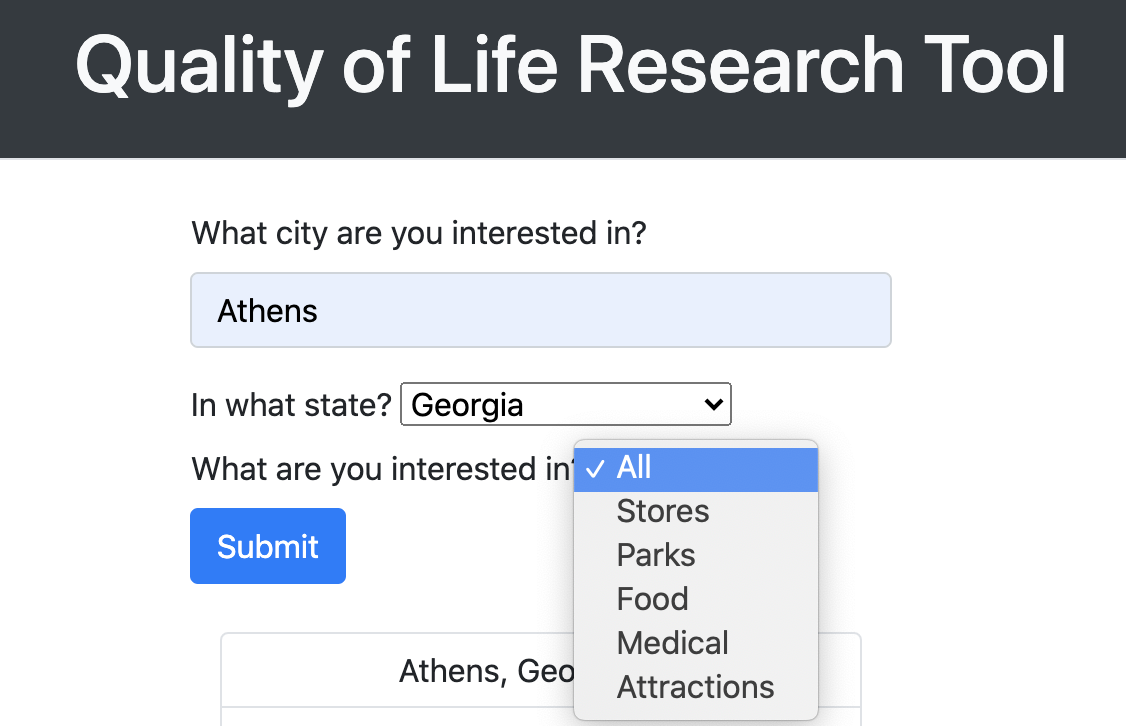 Quality of Life Research Tool
What city are you interested in?
Athens
In what state? Georgia
What are you interested in?
✓ All
Stores
Parks
Food
Medical
Attractions
Submit
Athens,